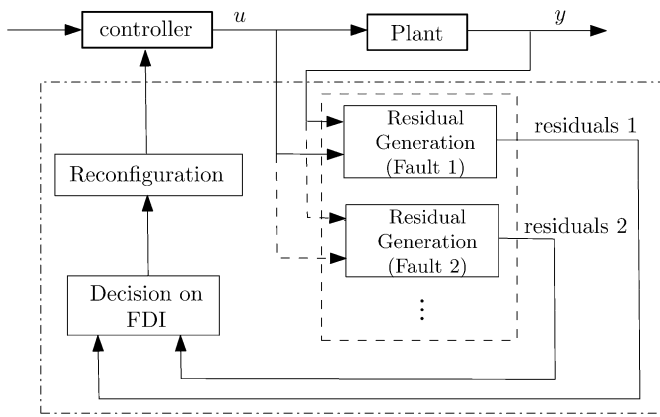 controller
u
Plant
y
Residual
Generation
(Fault 1)
residuals 1
Reconfiguration
Residual
Generation
(Fault 2)
residuals 2
Decision on
FDI
⋮